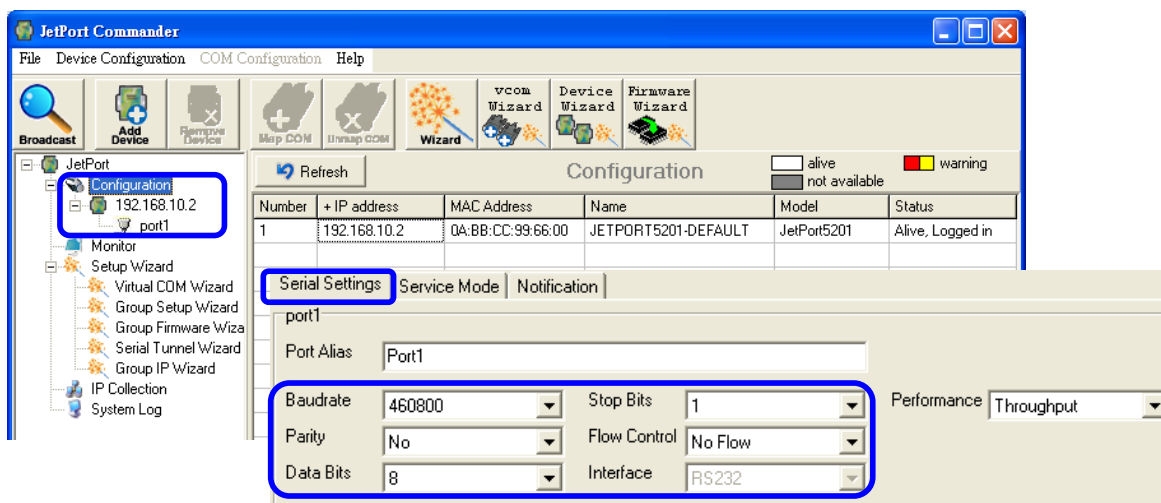 JetPort Commander
File Device Configuration COM Configuration Help
Broadcast
Add Device
Remove Device
Map COM
Unmap COM
Wizard
vcom Wizard
Device Wizard
Firmware Wizard
JetPort
Configuration
192.168.10.2
port1
Monitor
Setup Wizard
Virtual COM Wizard
Group Setup Wizard
Group Firmware Wiza
Serial Tunnel Wizard
Group IP Wizard
IP Collection
System Log
Refresh
Configuration
alive
not available
warning
Number + IP address MAC Address Name Model Status
1 192.168.10.2 0A:BB:CC:99:66:00 JETPORT5201-DEFAULT JetPort5201 Alive, Logged in
Serial Settings Service Mode Notification
port1
Port Alias Port1
Baudrate 460800 Stop Bits 1 Performance Throughput
Parity No Flow Control No Flow
Data Bits 8 Interface RS232